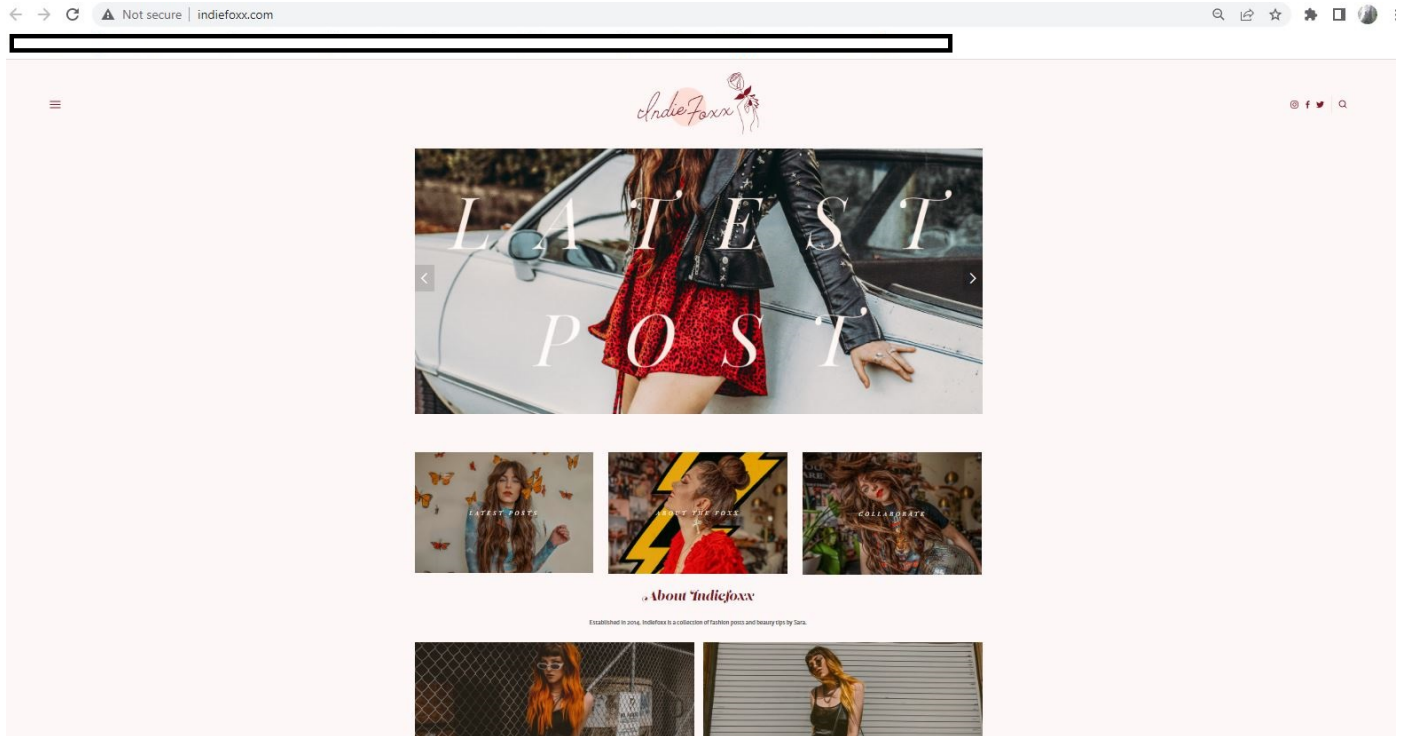 Not secure | indiefoxx.com
IndieFoxx
LATEST
POST
LATEST POSTS
ABOUT THE FOXX
COLLABORATE
About Indiefoxx
Established in 2014, Indiefoxx is a collection of fashion posts and beauty tips by Sara.